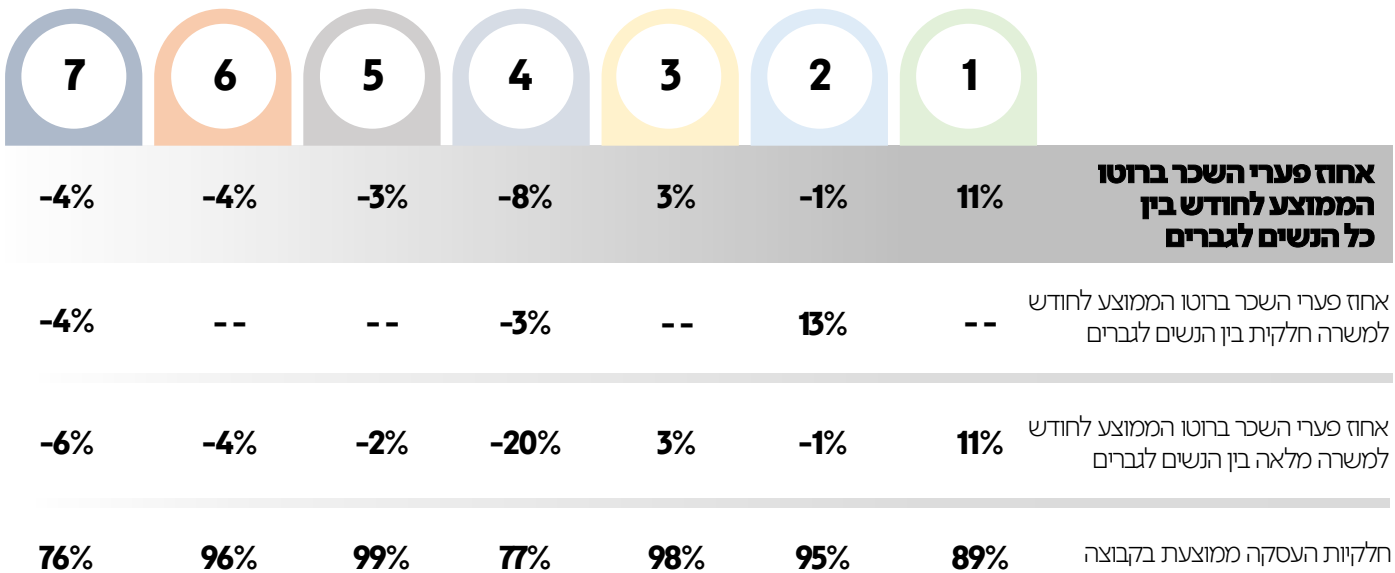 1 2 3 4 5 6 7
אחוז פערי השכר ברוטו
הממוצע לחודש בין
כל הנשים לגברים
11% -1% 3% -8% -3% -4% -4%
אחוז פערי השכר ברוטו הממוצע לחודש
למשרה חלקית בין הנשים לגברים
-- 13% -- -3% -- -- -4%
אחוז פערי השכר ברוטו הממוצע לחודש
למשרה מלאה בין הנשים לגברים
11% -1% 3% -20% -2% -4% -6%
חלקיות העסקה ממוצעת בקבוצה
89% 95% 98% 77% 99% 96% 76%